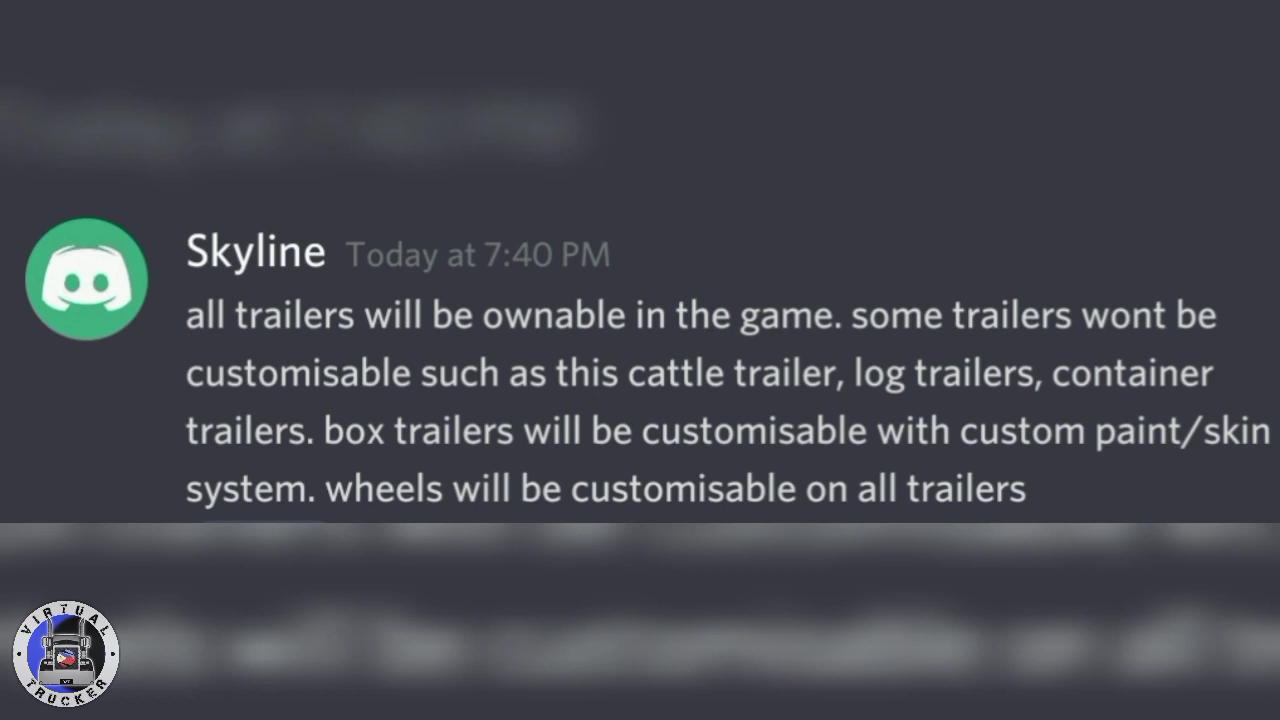 Skyline Today at 7:40 PM
all trailers will be ownable in the game. some trailers wont be
customisable such as this cattle trailer, log trailers, container
trailers. box trailers will be customisable with custom paint/skin
system. wheels will be customisable on all trailers
VIRTUAL
TRUCKER